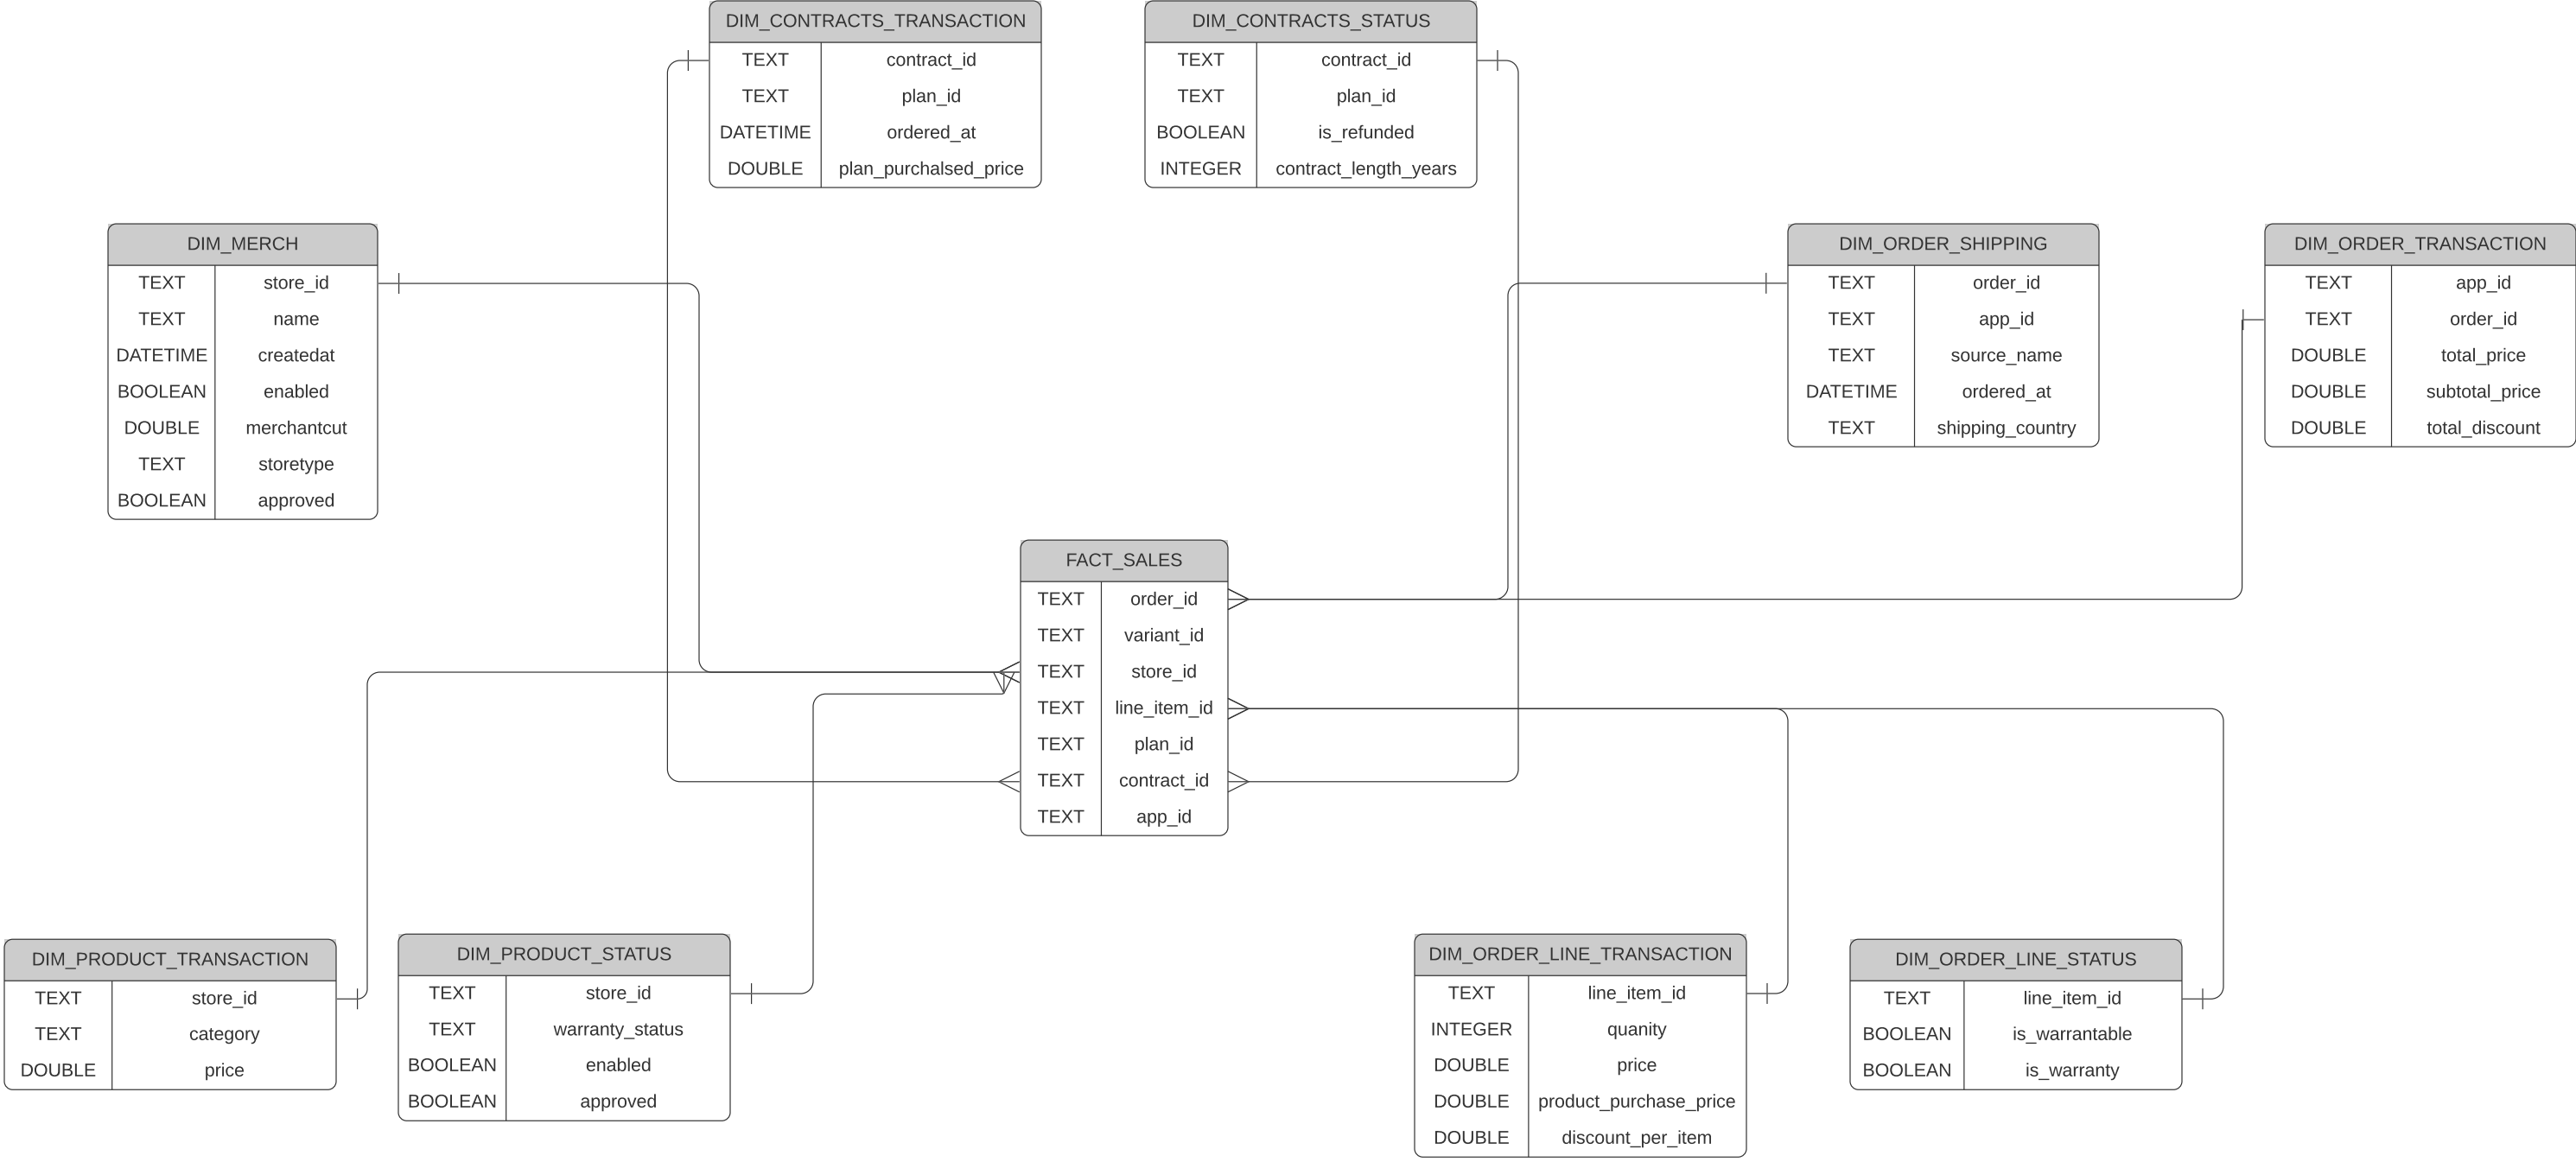 DIM_CONTRACTS_TRANSACTION
TEXT contract_id
TEXT plan_id
DATETIME ordered_at
DOUBLE plan_purchalsed_price
DIM_CONTRACTS_STATUS
TEXT contract_id
TEXT plan_id
BOOLEAN is_refunded
INTEGER contract_length_years
DIM_MERCH
TEXT store_id
TEXT name
DATETIME createdat
BOOLEAN enabled
DOUBLE merchantcut
TEXT storetype
BOOLEAN approved
DIM_ORDER_SHIPPING
TEXT order_id
TEXT app_id
TEXT source_name
DATETIME ordered_at
TEXT shipping_country
DIM_ORDER_TRANSACTION
TEXT app_id
TEXT order_id
DOUBLE total_price
DOUBLE subtotal_price
DOUBLE total_discount
FACT_SALES
TEXT order_id
TEXT variant_id
TEXT store_id
TEXT line_item_id
TEXT plan_id
TEXT contract_id
TEXT app_id
DIM_PRODUCT_TRANSACTION
TEXT store_id
TEXT category
DOUBLE price
DIM_PRODUCT_STATUS
TEXT store_id
TEXT warranty_status
BOOLEAN enabled
BOOLEAN approved
DIM_ORDER_LINE_TRANSACTION
TEXT line_item_id
INTEGER quanity
DOUBLE price
DOUBLE product_purchase_price
DOUBLE discount_per_item
DIM_ORDER_LINE_STATUS
TEXT line_item_id
BOOLEAN is_warrantable
BOOLEAN is_warranty